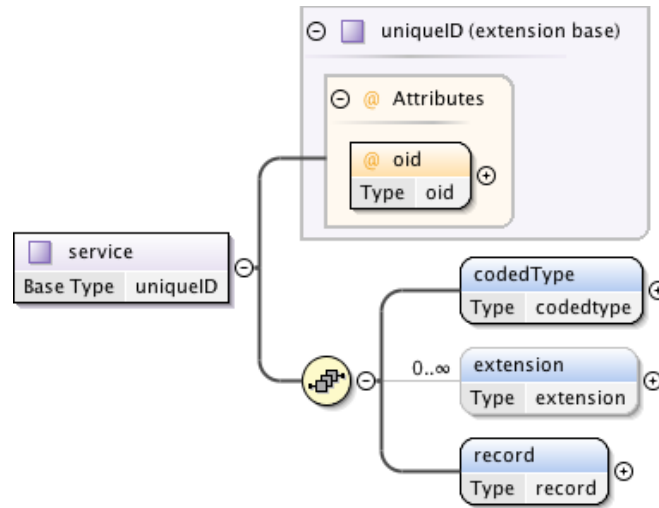 uniqueID (extension base)
@ Attributes
@ oid
Type oid
service
Base Type uniqueID
codedType
Type codedtype
0..∞
extension
Type extension
record
Type record